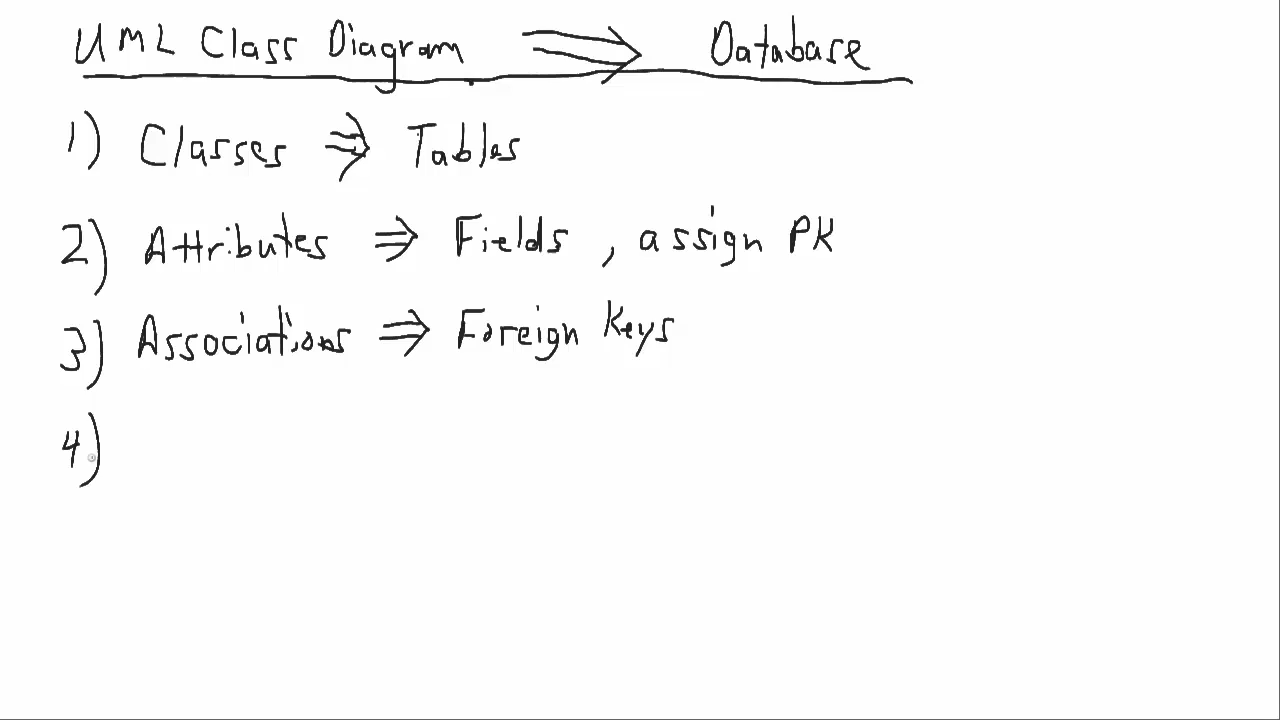 UML Class Diagram ⇒ Database
1) Classes ⇒ Tables
2) Attributes ⇒ Fields, assign PK
3) Associations ⇒ Foreign Keys
4)